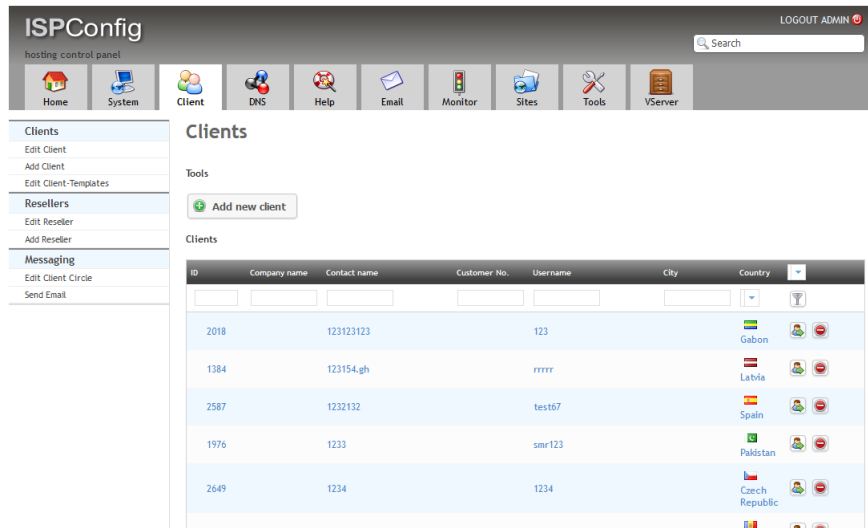 ISPConfig
hosting control panel
LOGOUT ADMIN
Search
Home System Client DNS Help Email Monitor Sites Tools VServer
Clients
Edit Client
Add Client
Edit Client-Templates
Resellers
Edit Reseller
Add Reseller
Messaging
Edit Client Circle
Send Email
Clients
Tools
Add new client
Clients
ID Company name Contact name Customer No. Username City Country
2018 123123123 123 Gabon
1384 123154.gh rrrrr Latvia
2587 1232132 test67 Spain
1976 1233 smr123 Pakistan
2649 1234 1234 Czech
Republic